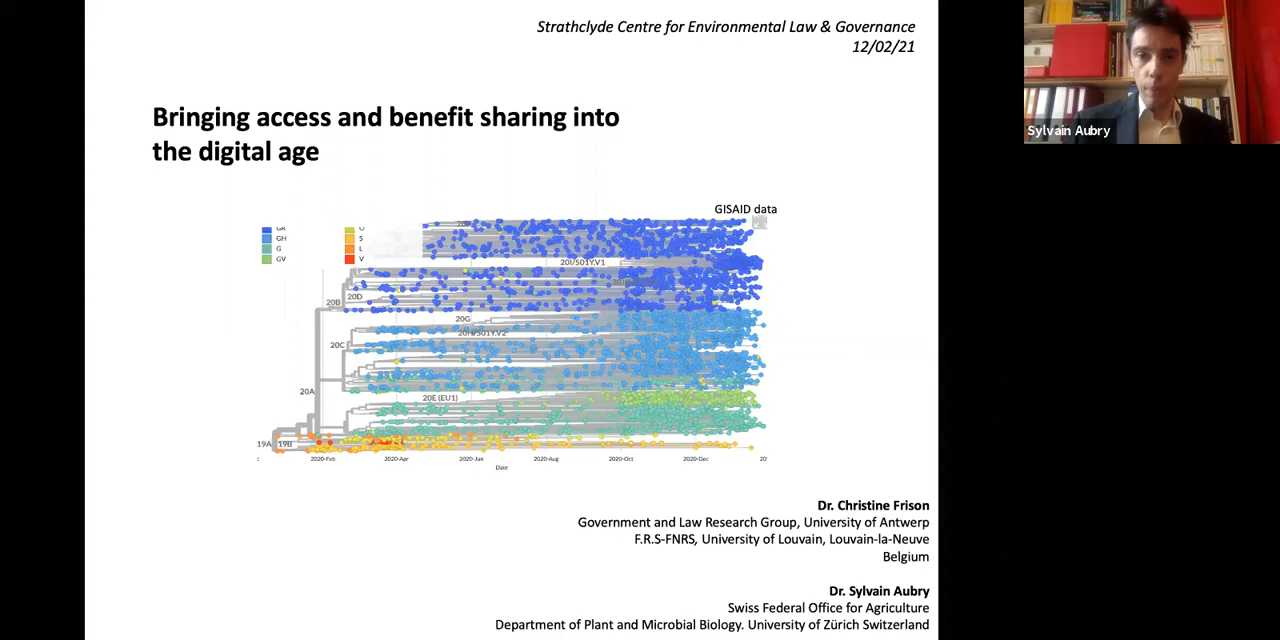 Strathclyde Centre for Environmental Law & Governance
12/02/21
Sylvain Aubry
Bringing access and benefit sharing into
the digital age
GISAID data
GR
GH
G
GV
O
S
L
V
20I/501Y.V1
20D
20B
20G
20H/501Y.V2
20C
20A
20E (EU1)
19A
19B
2020-Feb
2020-Apr
2020-Jun
2020-Aug
2020-Oct
2020-Dec
20
Date
Dr. Christine Frison
Government and Law Research Group, University of Antwerp
F.R.S-FNRS, University of Louvain, Louvain-la-Neuve
Belgium
Dr. Sylvain Aubry
Swiss Federal Office for Agriculture
Department of Plant and Microbial Biology. University of Zürich Switzerland